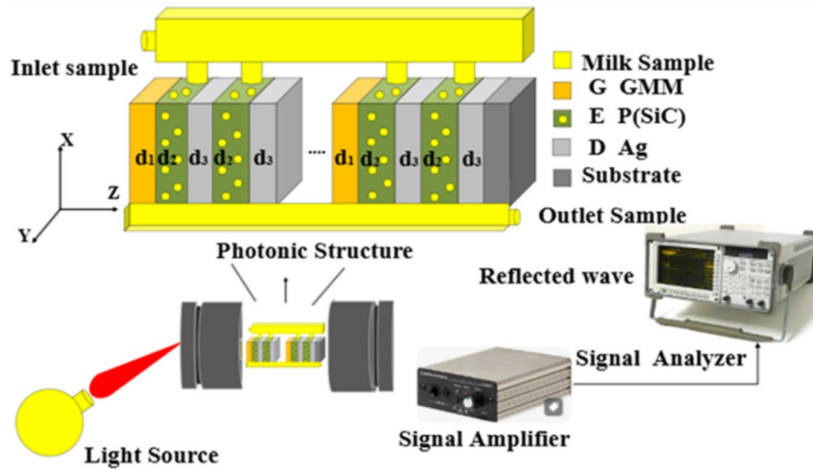 Inlet sample
Milk Sample
G GMM
E P(SiC)
D Ag
Substrate
d₁ d₂ d₃ d₂ d₃ .... d₁ d₂ d₃ d₂ d₃
X
Z
Y
Outlet Sample
Photonic Structure
Reflected wave
Signal Analyzer
Signal Amplifier
Light Source